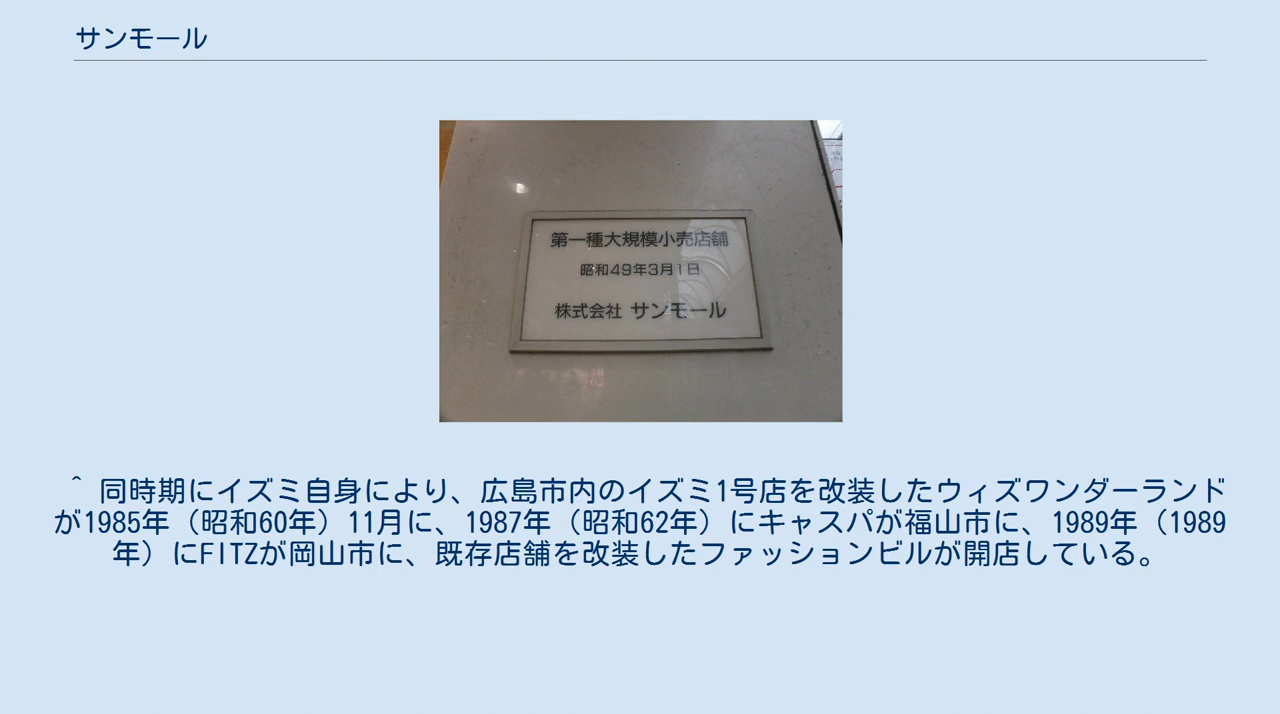 サンモール
第一種大規模小売店舗
昭和49年3月1日
株式会社 サンモール
^ 同時期にイズミ自身により、広島市内のイズミ1号店を改装したウィズワンダーランド
が1985年（昭和60年）11月に、1987年（昭和62年）にキャスパが福山市に、1989年（1989
年）にFITZが岡山市に、既存店舗を改装したファッションビルが開店している。